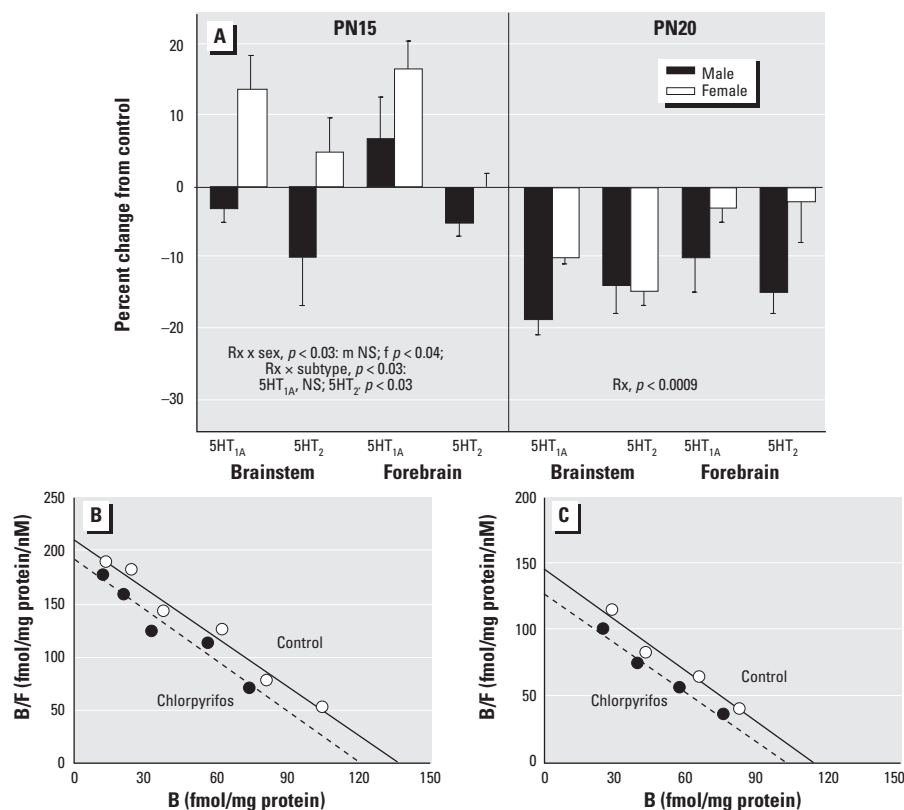 A
PN15
PN20
Male
Female
Percent change from control
20
10
0
–10
–20
–30
Rx x sex, p < 0.03: m NS; f p < 0.04;
Rx × subtype, p < 0.03:
5HT1A, NS; 5HT2, p < 0.03
Rx, p < 0.0009
5HT1A 5HT2 5HT1A 5HT2 5HT1A 5HT2 5HT1A 5HT2
Brainstem Forebrain Brainstem Forebrain
B
B/F (fmol/mg protein/nM)
250
200
150
100
50
0
Control
Chlorpyrifos
0 30 60 90 120 150
B (fmol/mg protein)
C
B/F (fmol/mg protein/nM)
200
150
100
50
0
Control
Chlorpyrifos
0 30 60 90 120 150
B (fmol/mg protein)